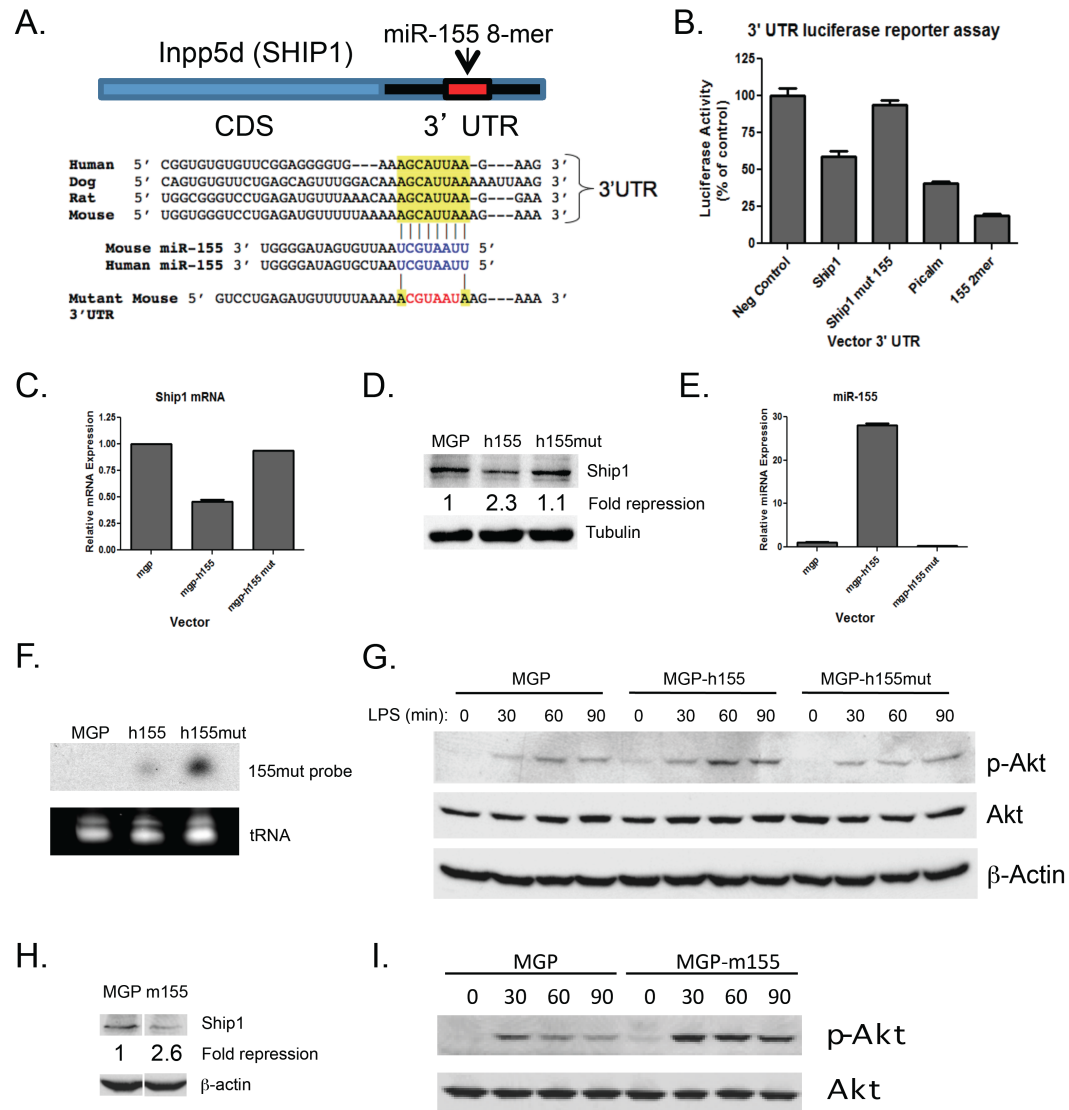 A.
miR-155 8-mer
Inpp5d (SHIP1)
CDS
3' UTR
Human 5' CGGUGUGUGUUCGGAGGGGUG---AAAGCAUUAA-G---AAG 3'
Dog 5' CAGUGUGUUCUGAGCAGUUUGGACAAAGCAUUAAAAAUUAAG 3'
Rat 5' UGGCGGGUCCUGAGAUGUUUAAACAAAGCAUUAA-G---GAA 3'
Mouse 5' UGGUGGGUCCUGAGAUGUUUUUAAAAAGCAUUAAAG---AAA 3'
3'UTR
Mouse miR-155 3' UGGGGAUAGUGUUAAUCGUAAUU 5'
Human miR-155 3' UGGGGAUAGUGCUAAUCGUAAUU 5'
Mutant Mouse 5' GUCCUGAGAUGUUUUUAAAAACGUAAUAAG---AAA 3'
3'UTR
B.
3' UTR luciferase reporter assay
Luciferase Activity
(% of control)
125
100
75
50
25
0
Neg Control
Ship1
Ship1 mut 155
Picalm
155 2mer
Vector 3' UTR
C.
Ship1 mRNA
Relative mRNA Expression
1.25
1.00
0.75
0.50
0.25
0.00
mgp
mgp-h155
mgp-h155 mut
Vector
D.
MGP h155 h155mut
Ship1
1 2.3 1.1 Fold repression
Tubulin
E.
miR-155
Relative miRNA Expression
30
20
10
0
mgp
mgp-h155
mgp-h155 mut
Vector
F.
MGP h155 h155mut
155mut probe
tRNA
G.
MGP MGP-h155 MGP-h155mut
LPS (min): 0 30 60 90 0 30 60 90 0 30 60 90
p-Akt
Akt
β-Actin
H.
MGP m155
Ship1
1 2.6 Fold repression
β-actin
I.
MGP MGP-m155
0 30 60 90 0 30 60 90
p-Akt
Akt